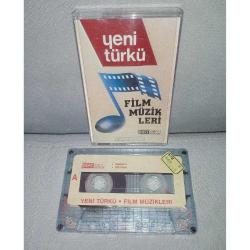 yeni
türkü
FİLM
MÜZİK
LERİ
A
YENİ TÜRKÜ • FİLM MÜZİKLERİ